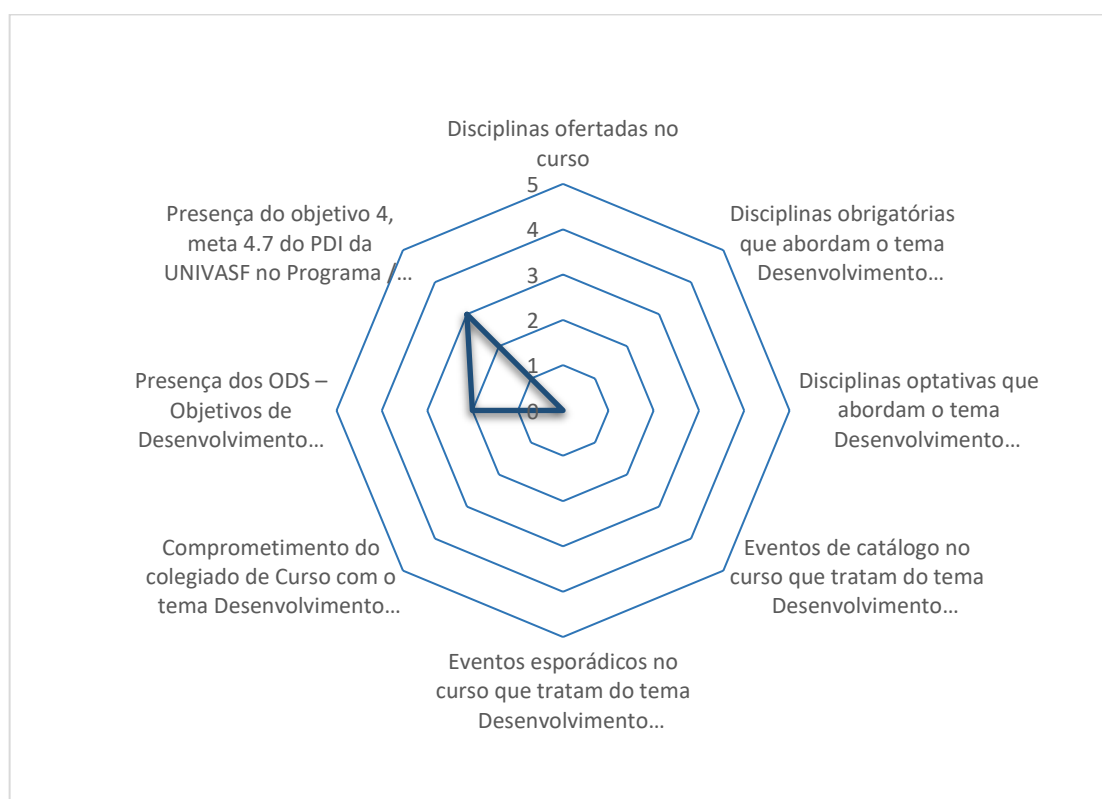 Disciplinas ofertadas no
curso
5
4
3
2
1
0
Disciplinas obrigatórias
que abordam o tema
Desenvolvimento...
Disciplinas optativas que
abordam o tema
Desenvolvimento...
Eventos de catálogo no
curso que tratam do tema
Desenvolvimento...
Eventos esporádicos no
curso que tratam do tema
Desenvolvimento...
Comprometimento do
colegiado de Curso com o
tema Desenvolvimento...
Presença dos ODS –
Objetivos de
Desenvolvimento...
Presença do objetivo 4,
meta 4.7 do PDI da
UNIVASF no Programa /...